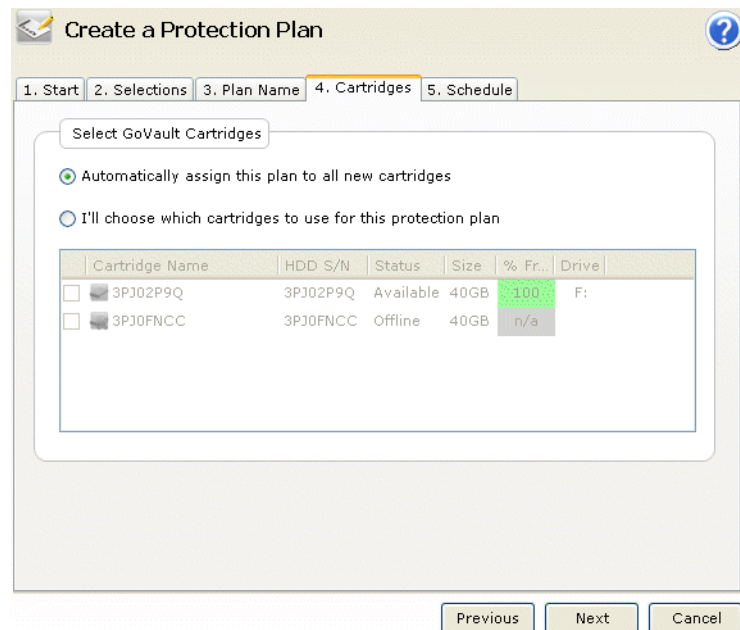 Create a Protection Plan
?
1. Start 2. Selections 3. Plan Name 4. Cartridges 5. Schedule
Select GoVault Cartridges
Automatically assign this plan to all new cartridges
I'll choose which cartridges to use for this protection plan
Cartridge Name HDD S/N Status Size % Fr... Drive
3PJ02P9Q 3PJ02P9Q Available 40GB 100 F:
3PJ0FNCC 3PJ0FNCC Offline 40GB n/a
Previous Next Cancel